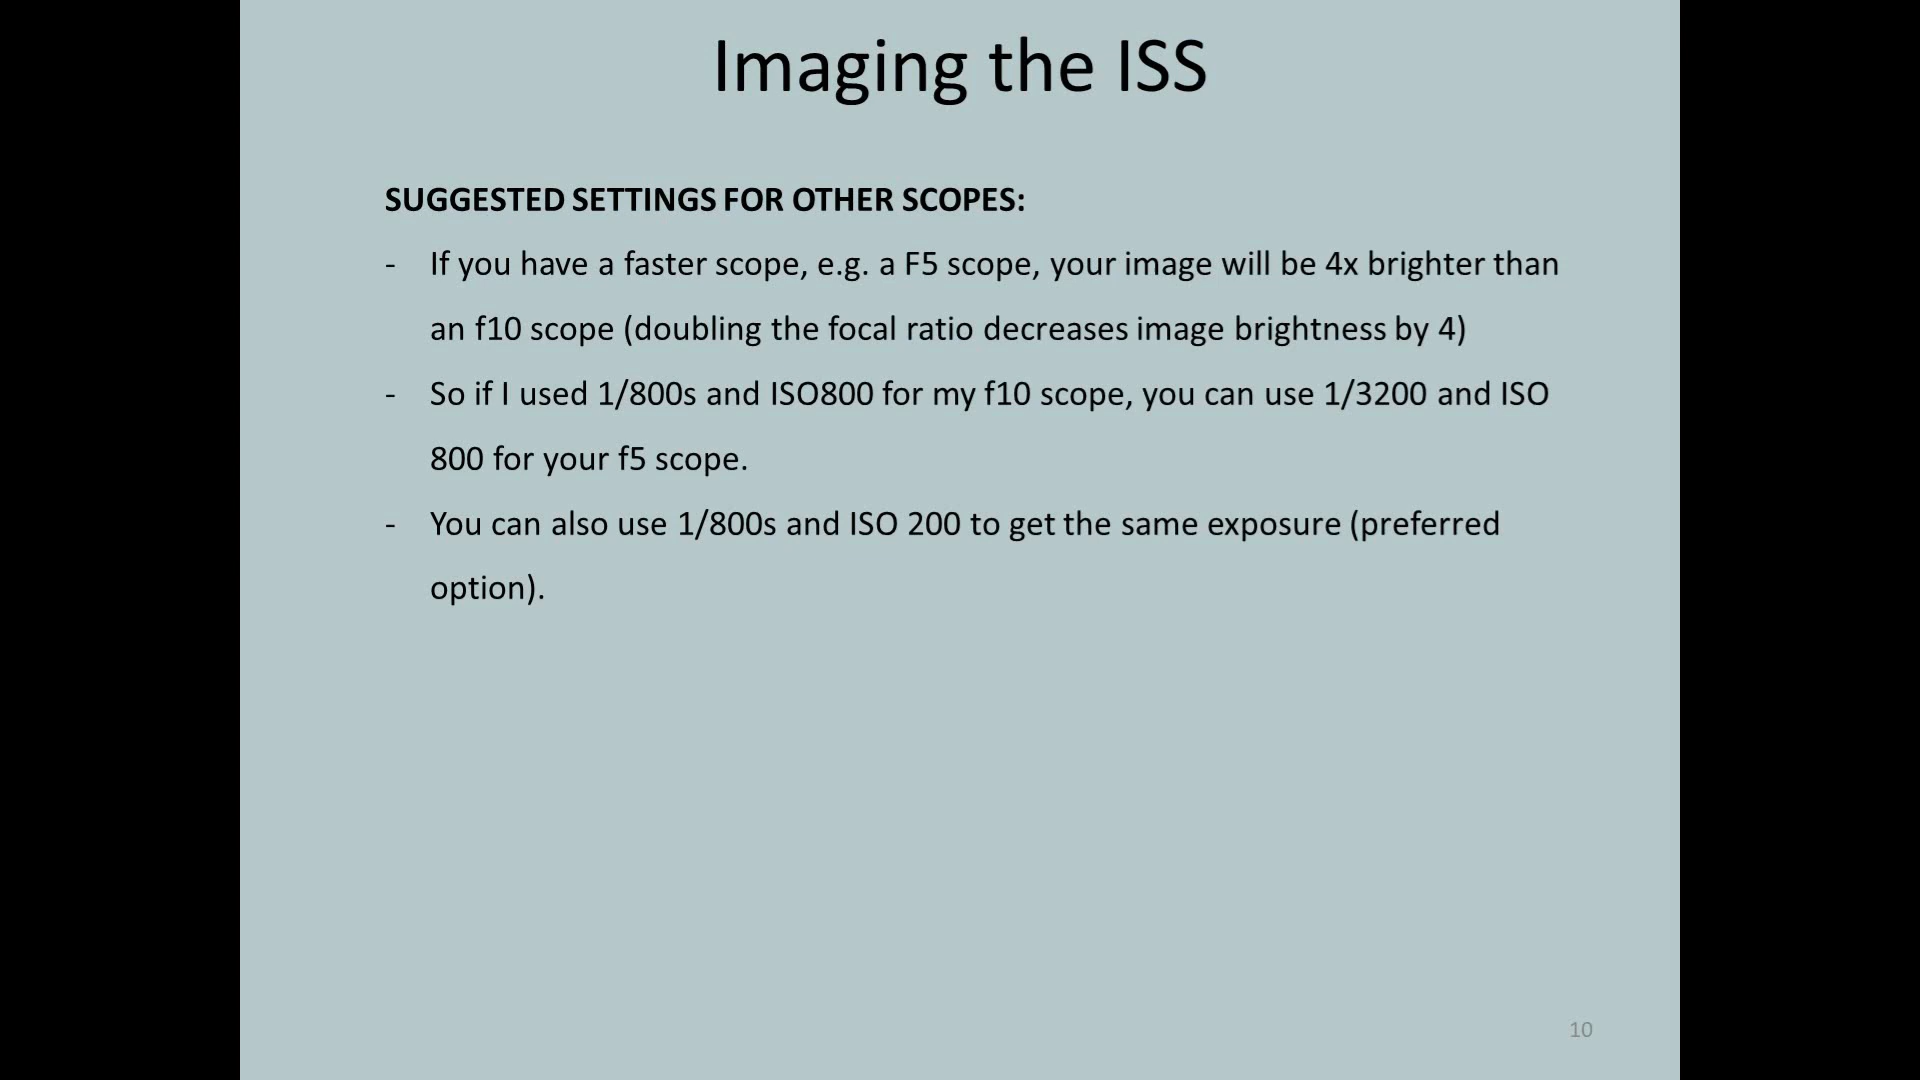 Imaging the ISS
SUGGESTED SETTINGS FOR OTHER SCOPES:
- If you have a faster scope, e.g. a F5 scope, your image will be 4x brighter than
an f10 scope (doubling the focal ratio decreases image brightness by 4)
- So if I used 1/800s and ISO800 for my f10 scope, you can use 1/3200 and ISO
800 for your f5 scope.
- You can also use 1/800s and ISO 200 to get the same exposure (preferred
option).
10